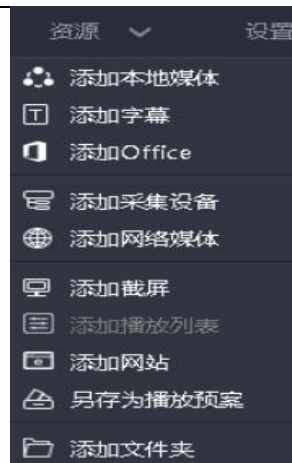 资源 设置
添加本地媒体
添加字幕
添加Office
添加采集设备
添加网络媒体
添加截屏
添加播放列表
添加网站
另存为播放预案
添加文件夹